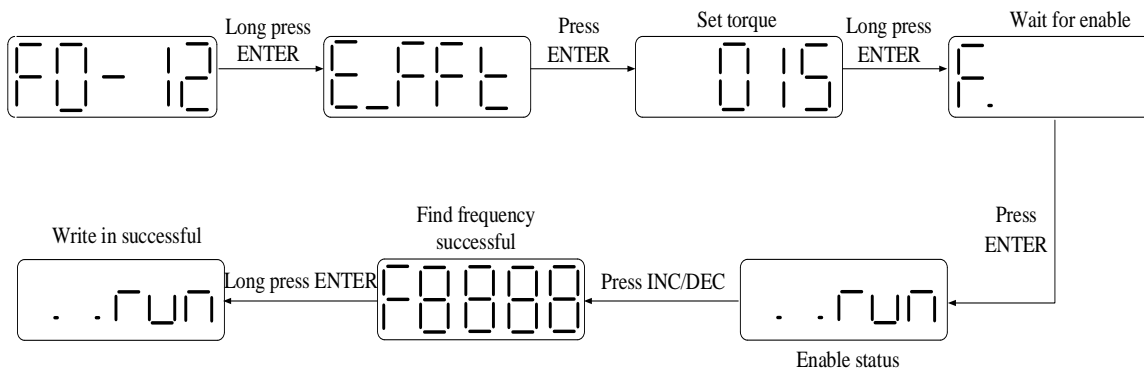 Long press
ENTER
Press
ENTER
Set torque
Long press
ENTER
Wait for enable
F0-12
E_FFt
015
F.
Press
ENTER
Write in successful
Find frequency
successful
. .run
Long press ENTER
F8888
Press INC/DEC
. .run
Enable status